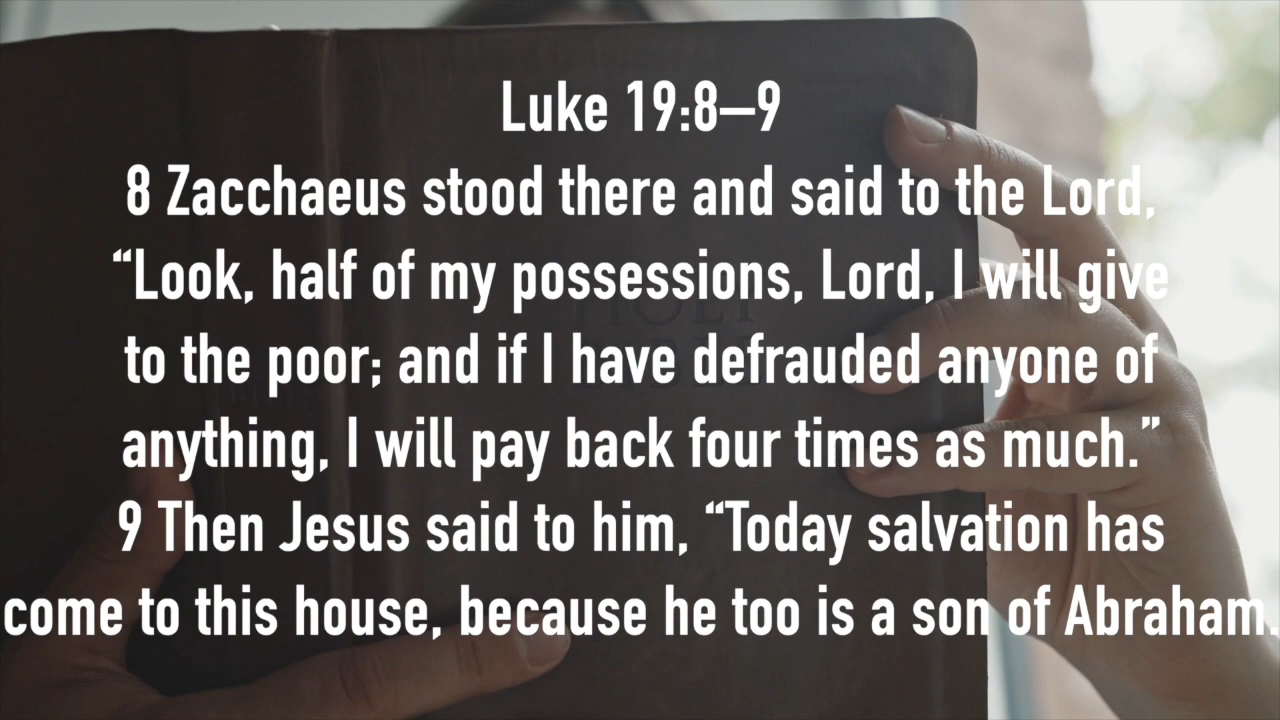 Luke 19:8–9
8 Zacchaeus stood there and said to the Lord,
“Look, half of my possessions, Lord, I will give
to the poor; and if I have defrauded anyone of
anything, I will pay back four times as much.”
9 Then Jesus said to him, “Today salvation has
come to this house, because he too is a son of Abraham.
HOLY